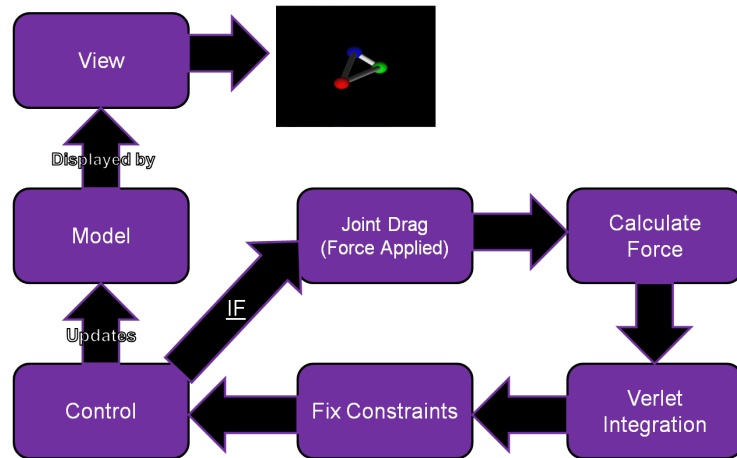 View
Displayed by
Model
Joint Drag
(Force Applied)
Calculate
Force
IF
Updates
Control
Fix Constraints
Verlet
Integration